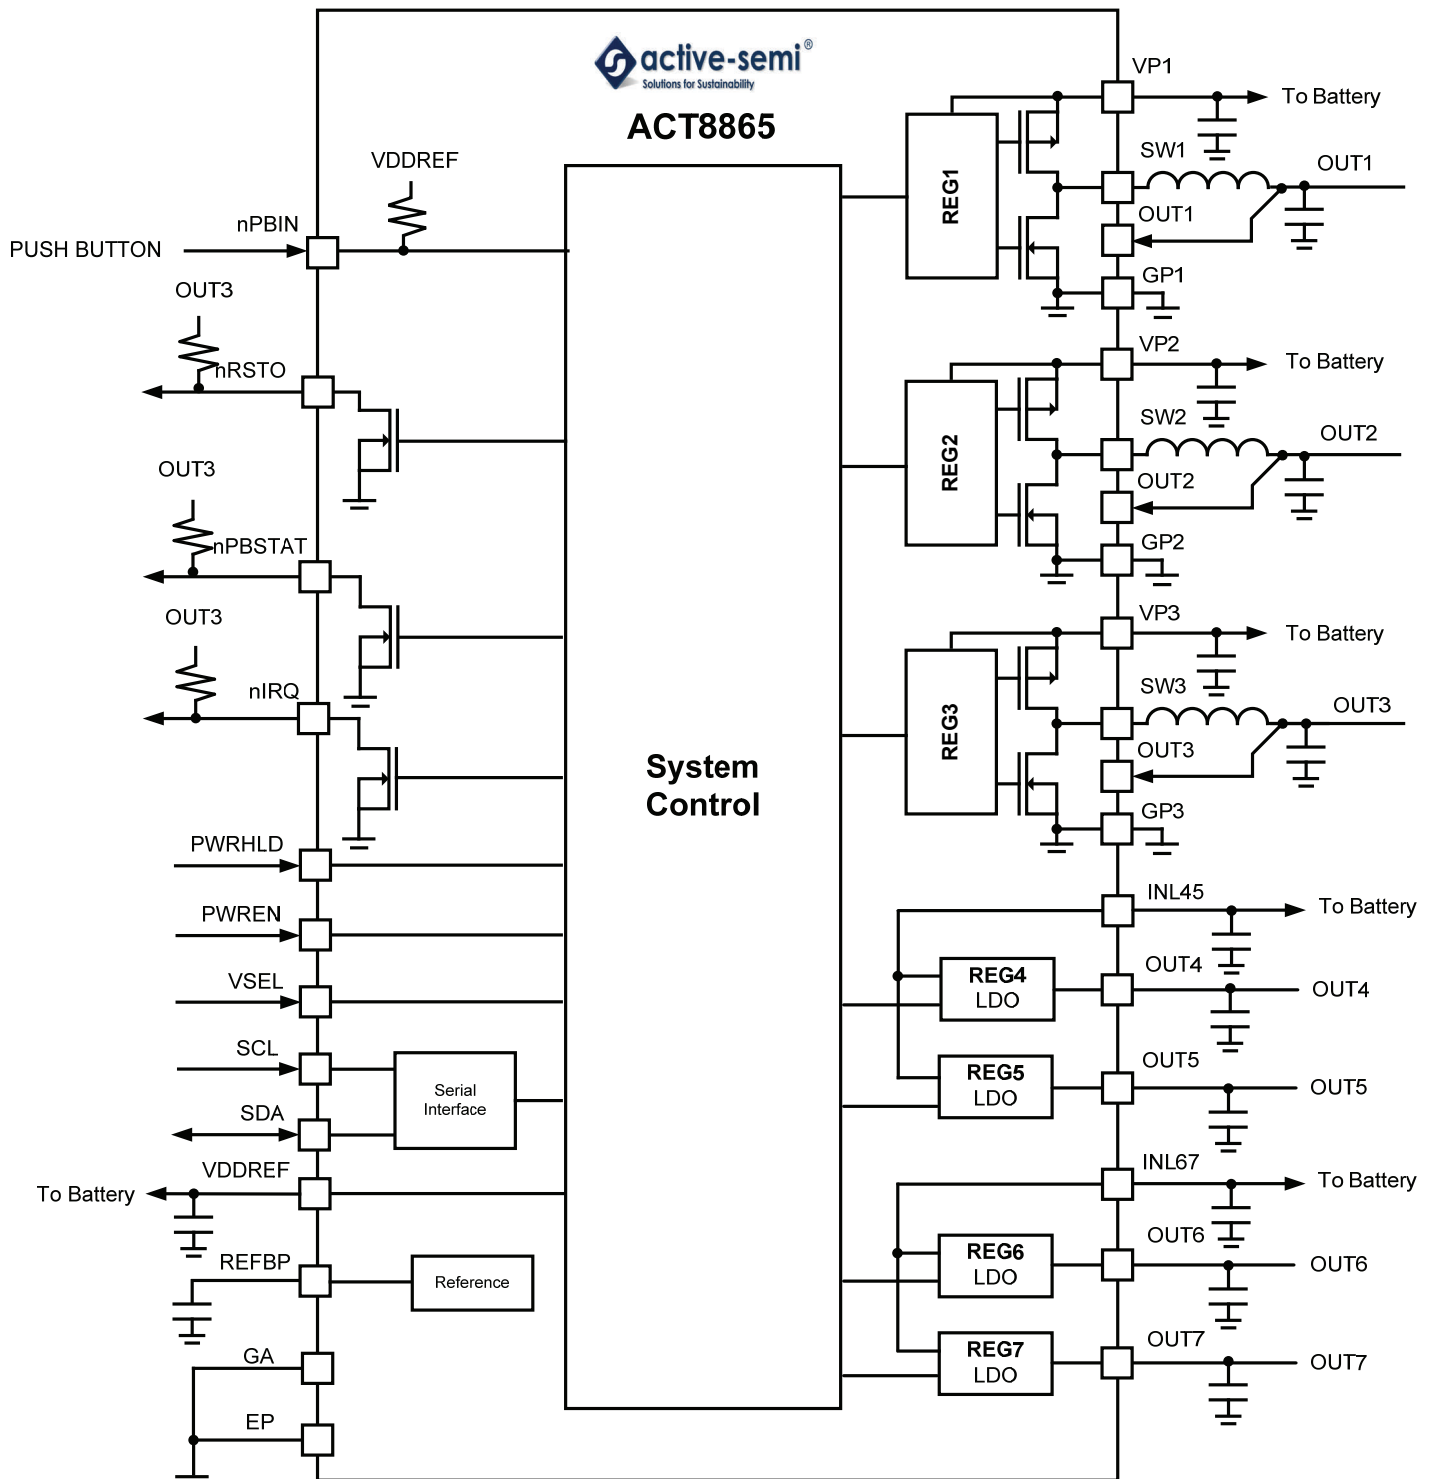 active-semi®
Solutions for Sustainability
ACT8865
VDDREF
nPBIN
PUSH BUTTON
OUT3
nRSTO
OUT3
nPBSTAT
OUT3
nIRQ
PWRHLD
PWREN
VSEL
SCL
SDA
Serial
Interface
VDDREF
To Battery
REFBP
Reference
GA
EP
System
Control
VP1
To Battery
REG1
SW1
OUT1
OUT1
GP1
VP2
To Battery
REG2
SW2
OUT2
OUT2
GP2
VP3
To Battery
REG3
SW3
OUT3
OUT3
GP3
INL45
To Battery
REG4
LDO
OUT4
OUT4
REG5
LDO
OUT5
OUT5
INL67
To Battery
REG6
LDO
OUT6
OUT6
REG7
LDO
OUT7
OUT7